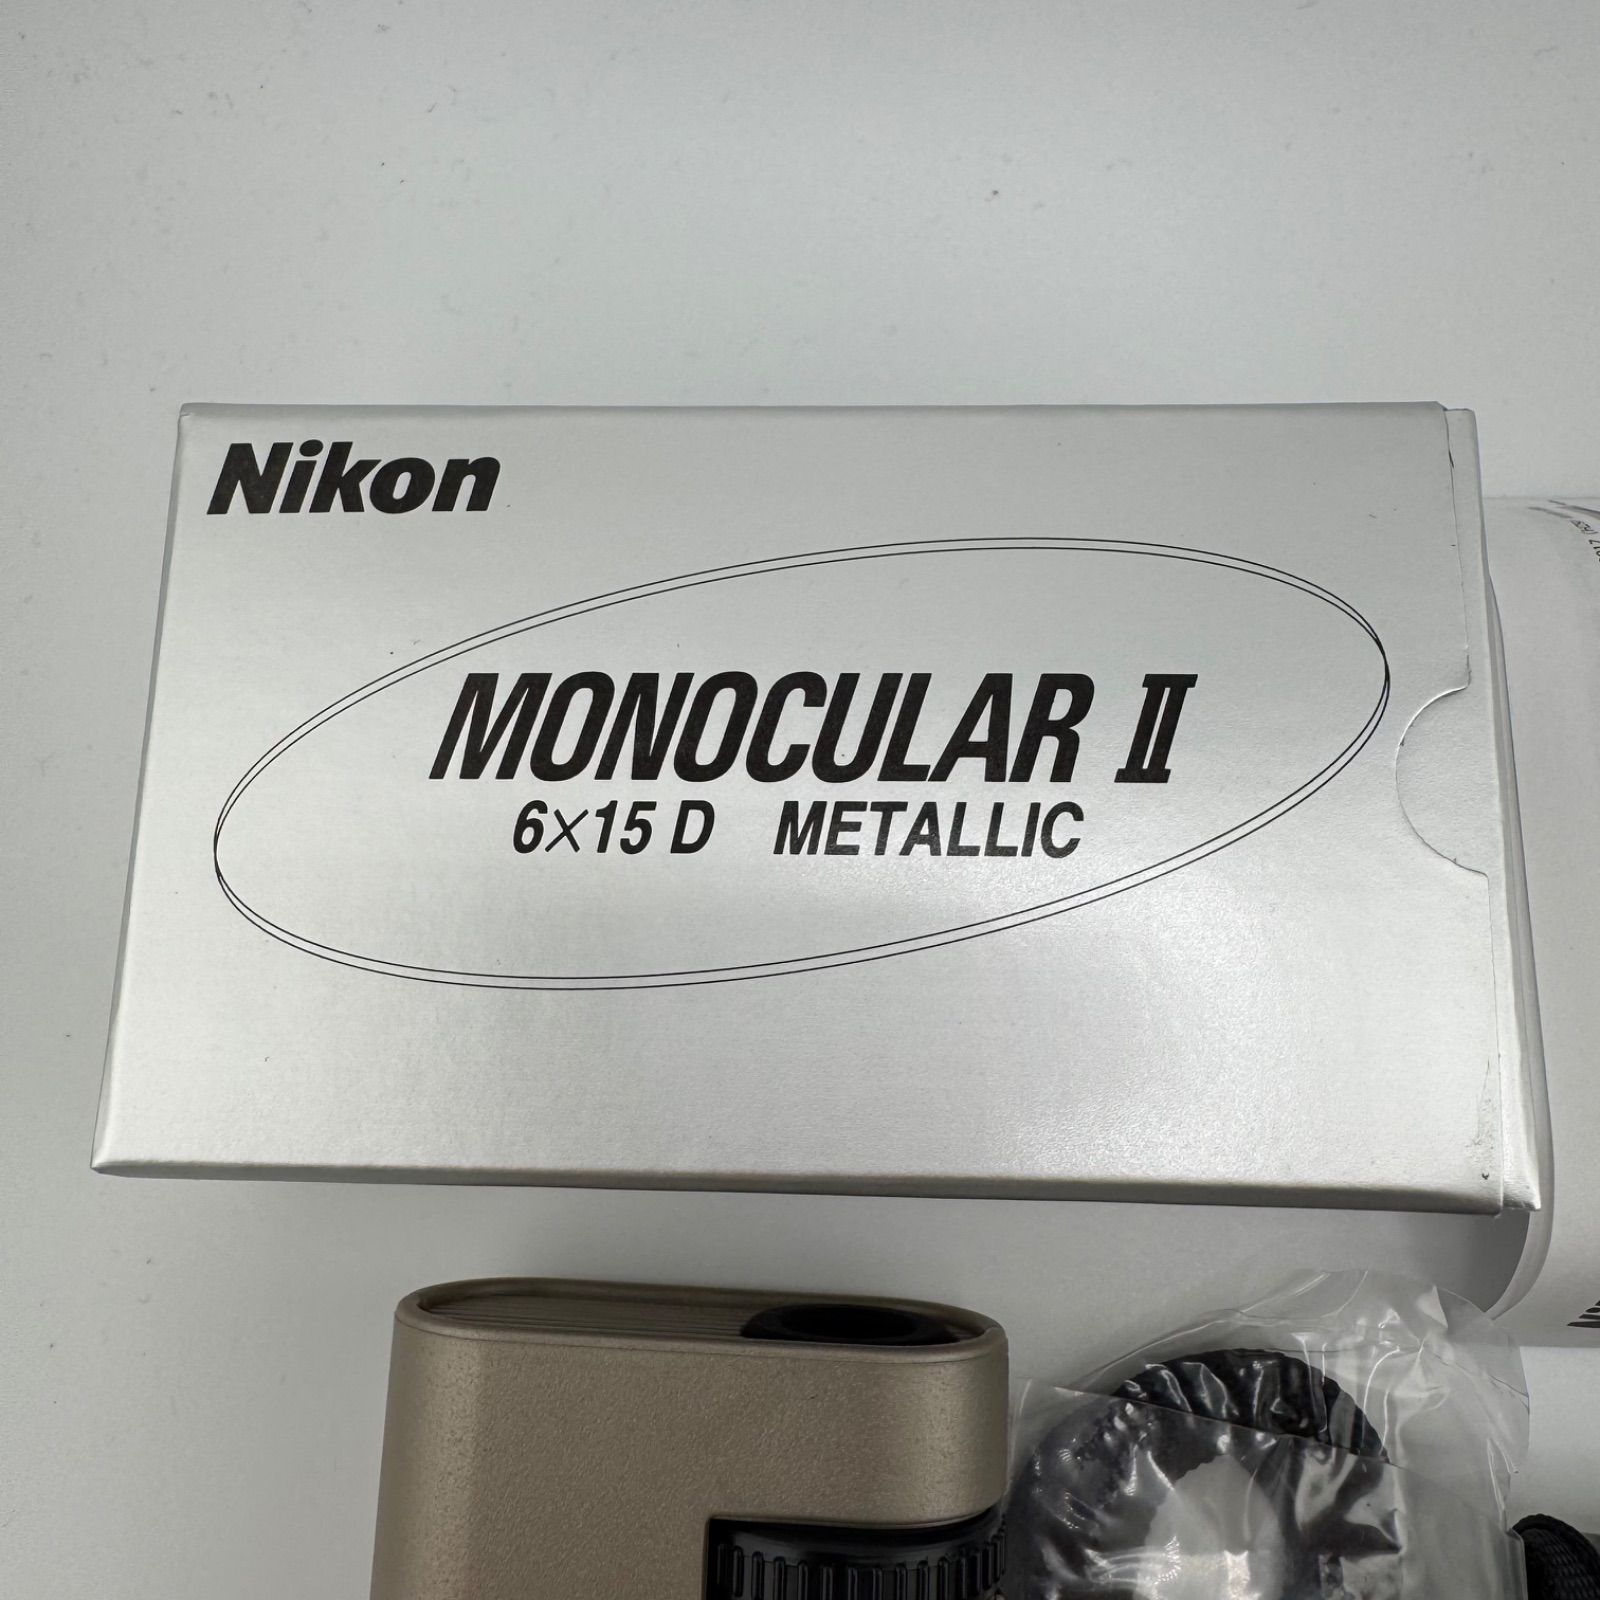 Nikon
MONOCULAR II
6×15 D METALLIC